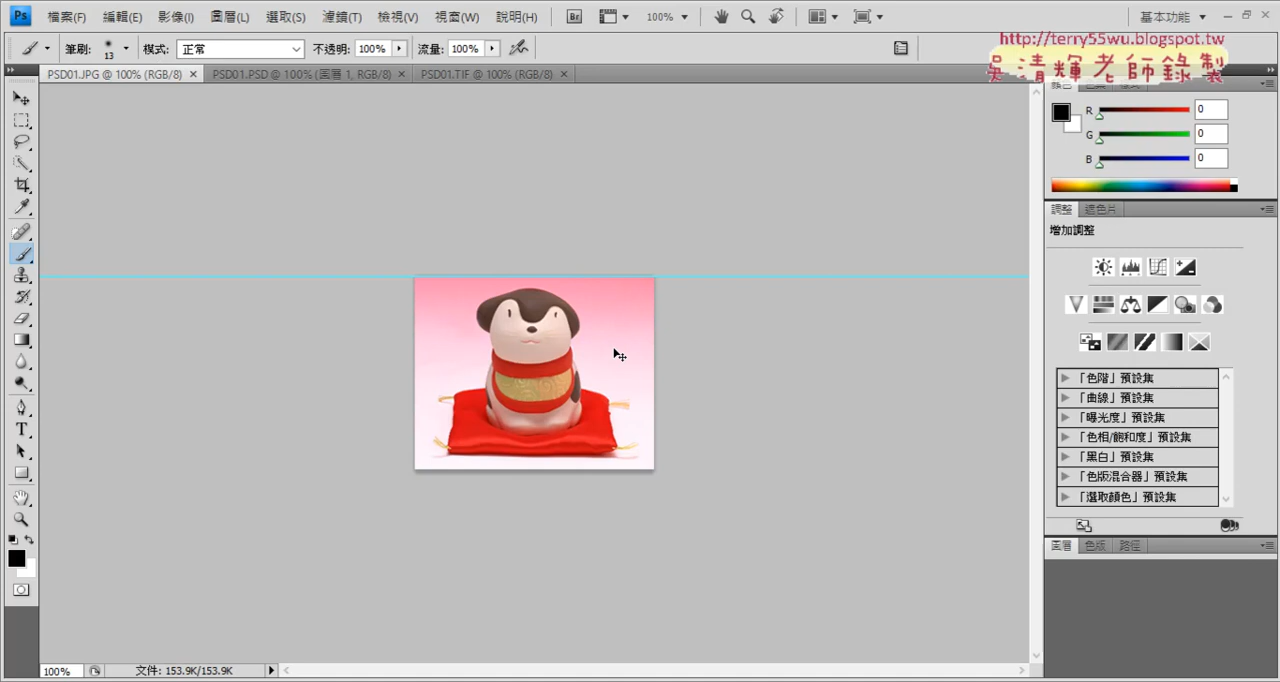 Ps 檔案(F) 編輯(E) 影像(I) 圖層(L) 選取(S) 濾鏡(T) 檢視(V) 視窗(W) 說明(H) Br 100% 基本功能
筆刷: 13 模式: 正常 不透明: 100% 流量: 100%
http://terry55wu.blogspot.tw
吳清輝老師錄製
PSD01.JPG @ 100% (RGB/8) PSD01.PSD @ 100% (圖層 1, RGB/8) PSD01.TIF @ 100% (RGB/8)
R 0
G 0
B 0
調整 遮色片
增加調整
「色階」預設集
「曲線」預設集
「曝光度」預設集
「色相/飽和度」預設集
「黑白」預設集
「色版混合器」預設集
「選取顏色」預設集
圖層 色版 路徑
T
100% 文件: 153.9K/153.9K